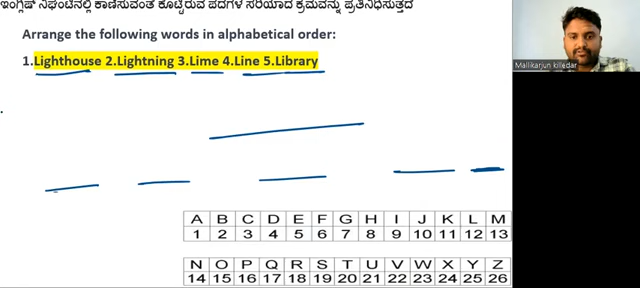 ಇಂಗ್ಲಿಷ್ ನಿಘಂಟಿನಲ್ಲಿ ಕಾಣಿಸುವಂತೆ ಕೊಟ್ಟಿರುವ ಪದಗಳ ಸರಿಯಾದ ಕ್ರಮವನ್ನು ಪ್ರತಿನಿಧಿಸುತ್ತದೆ
Arrange the following words in alphabetical order:
1.Lighthouse 2.Lightning 3.Lime 4.Line 5.Library
Mallikarjun killedar
A B C D E F G H I J K L M
1 2 3 4 5 6 7 8 9 10 11 12 13
N O P Q R S T U V W X Y Z
14 15 16 17 18 19 20 21 22 23 24 25 26